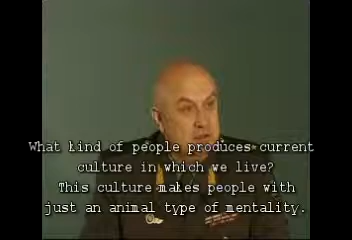 What kind of people produces current
culture in which we live?
This culture makes people with
just an animal type of mentality.